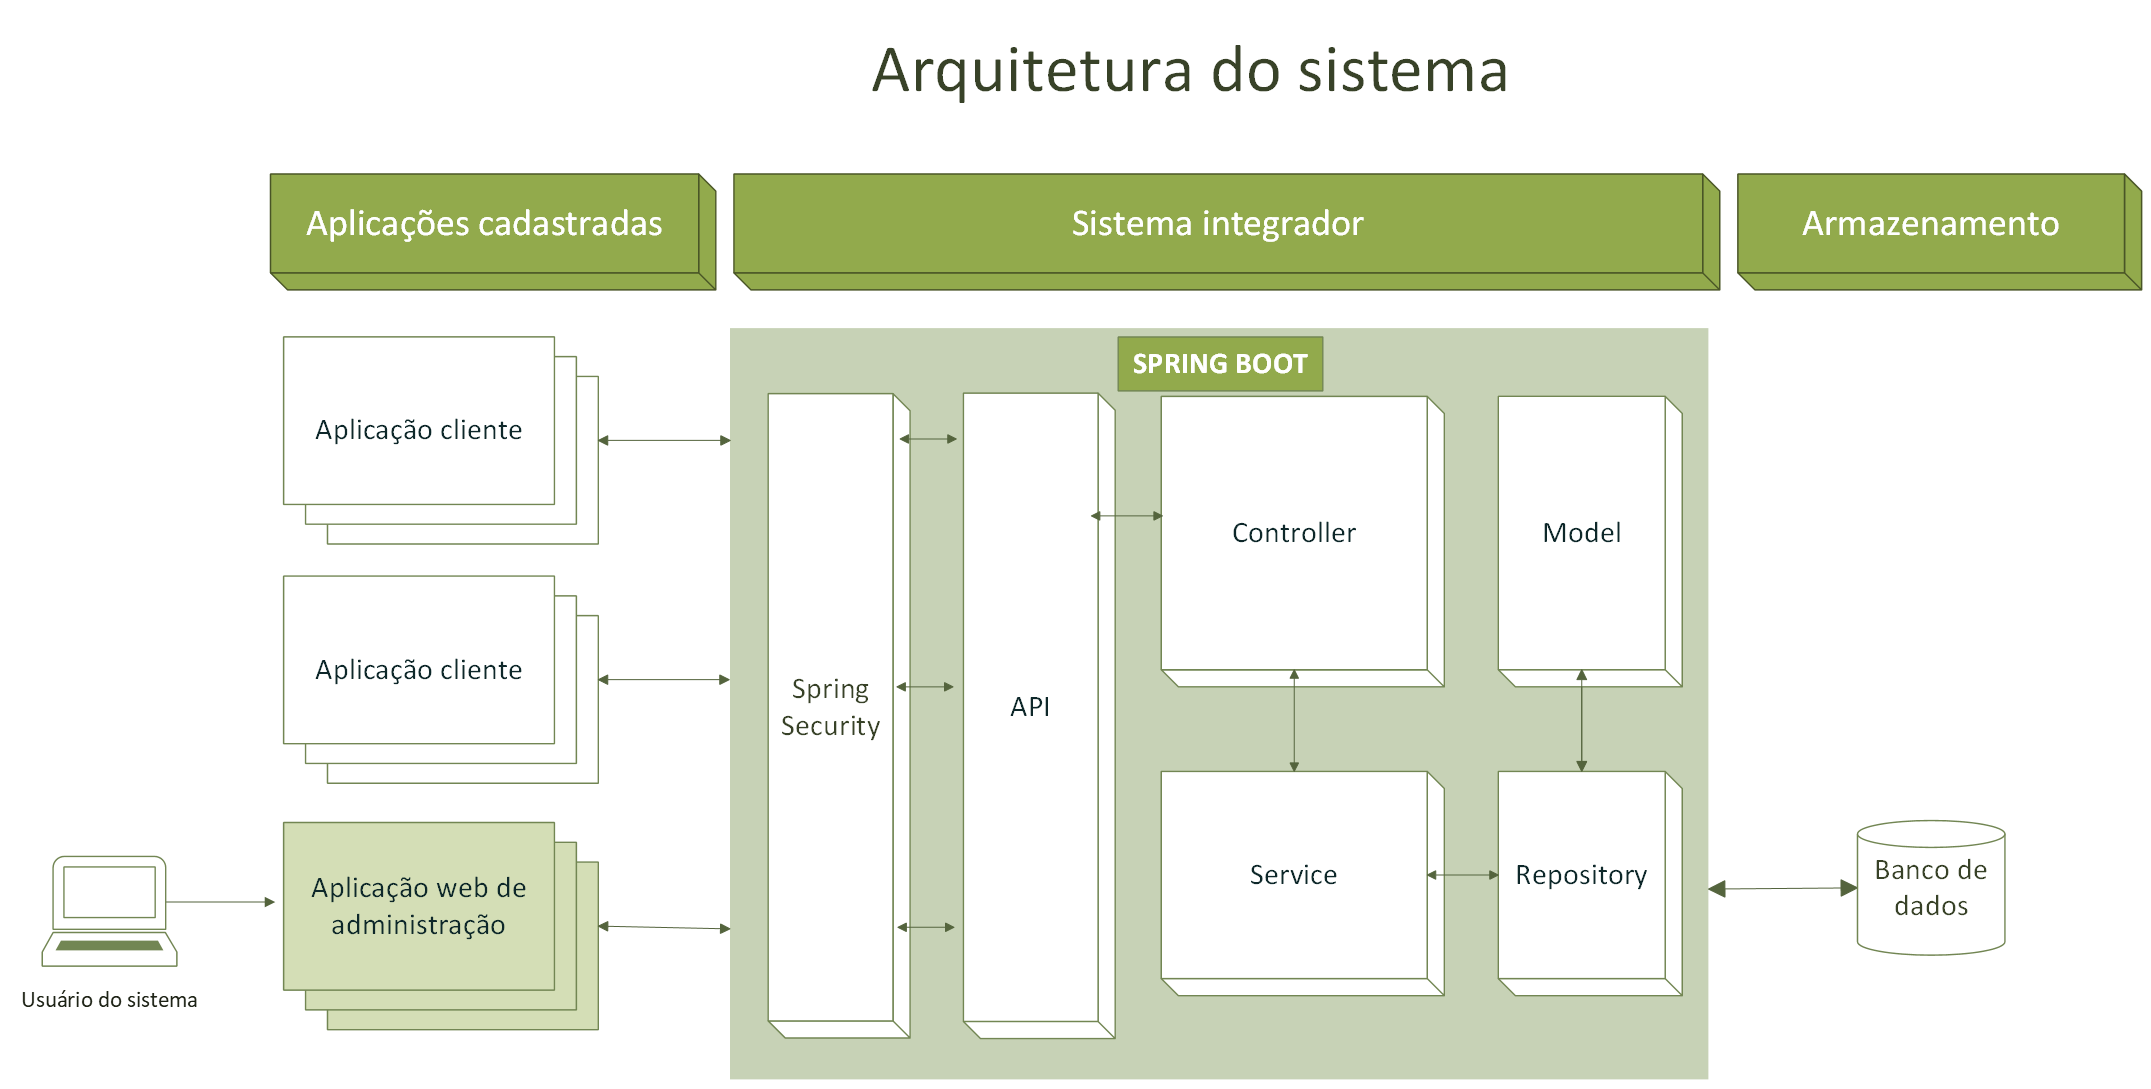 Arquitetura do sistema
Aplicações cadastradas
Sistema integrador
Armazenamento
SPRING BOOT
Aplicação cliente
Aplicação cliente
Aplicação web de
administração
Usuário do sistema
Spring
Security
API
Controller
Model
Service
Repository
Banco de
dados